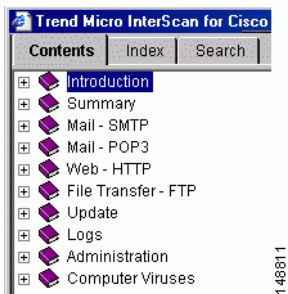 Trend Micro InterScan for Cisco
Contents Index Search
Introduction
Summary
Mail - SMTP
Mail - POP3
Web - HTTP
File Transfer - FTP
Update
Logs
Administration
Computer Viruses
148811